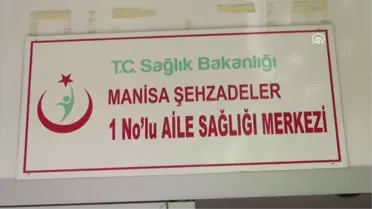 T.C. Sağlık Bakanlığı
MANİSA ŞEHZADELER
1 No'lu AİLE SAĞLIĞI MERKEZİ